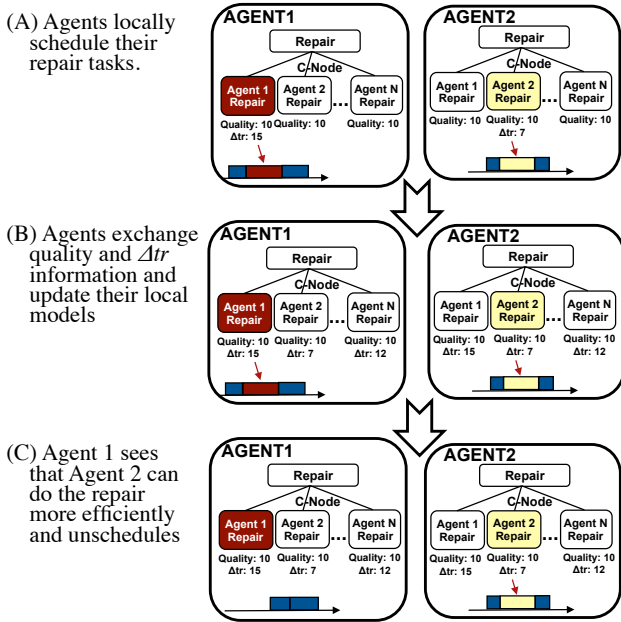 (A) Agents locally
schedule their
repair tasks.
AGENT1
Repair
C-Node
Agent 1
Repair
Agent 2
Repair
...
Agent N
Repair
Quality: 10
Δtr: 15
Quality: 10
Quality: 10
AGENT2
Repair
C-Node
Agent 1
Repair
Agent 2
Repair
...
Agent N
Repair
Quality: 10
Quality: 10
Δtr: 7
Quality: 10
(B) Agents exchange
quality and Δtr
information and
update their local
models
AGENT1
Repair
C-Node
Agent 1
Repair
Agent 2
Repair
...
Agent N
Repair
Quality: 10
Δtr: 15
Quality: 10
Δtr: 7
Quality: 10
Δtr: 12
AGENT2
Repair
C-Node
Agent 1
Repair
Agent 2
Repair
...
Agent N
Repair
Quality: 10
Δtr: 15
Quality: 10
Δtr: 7
Quality: 10
Δtr: 12
(C) Agent 1 sees
that Agent 2 can
do the repair
more efficiently
and unschedules
AGENT1
Repair
C-Node
Agent 1
Repair
Agent 2
Repair
...
Agent N
Repair
Quality: 10
Δtr: 15
Quality: 10
Δtr: 7
Quality: 10
Δtr: 12
AGENT2
Repair
C-Node
Agent 1
Repair
Agent 2
Repair
...
Agent N
Repair
Quality: 10
Δtr: 15
Quality: 10
Δtr: 7
Quality: 10
Δtr: 12